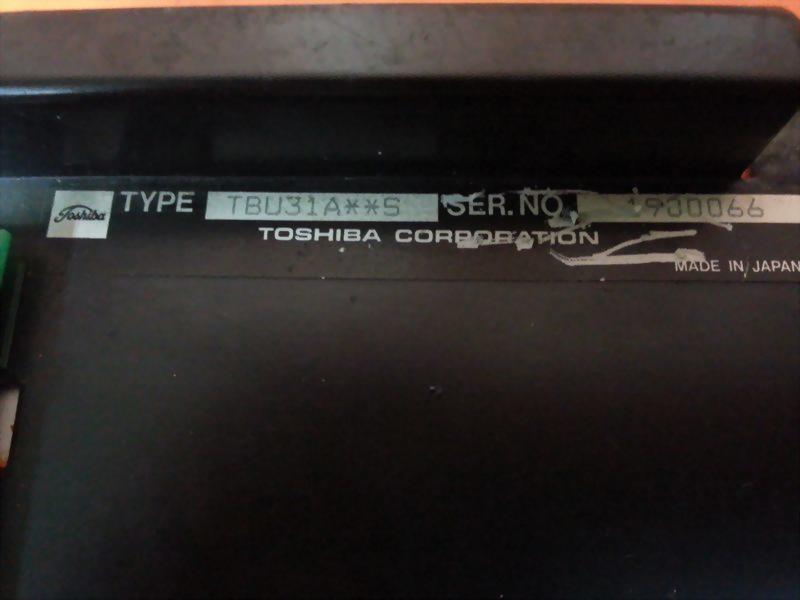 Toshiba TYPE TBU31A**S SER.NO 1900066
TOSHIBA CORPORATION
MADE IN JAPAN